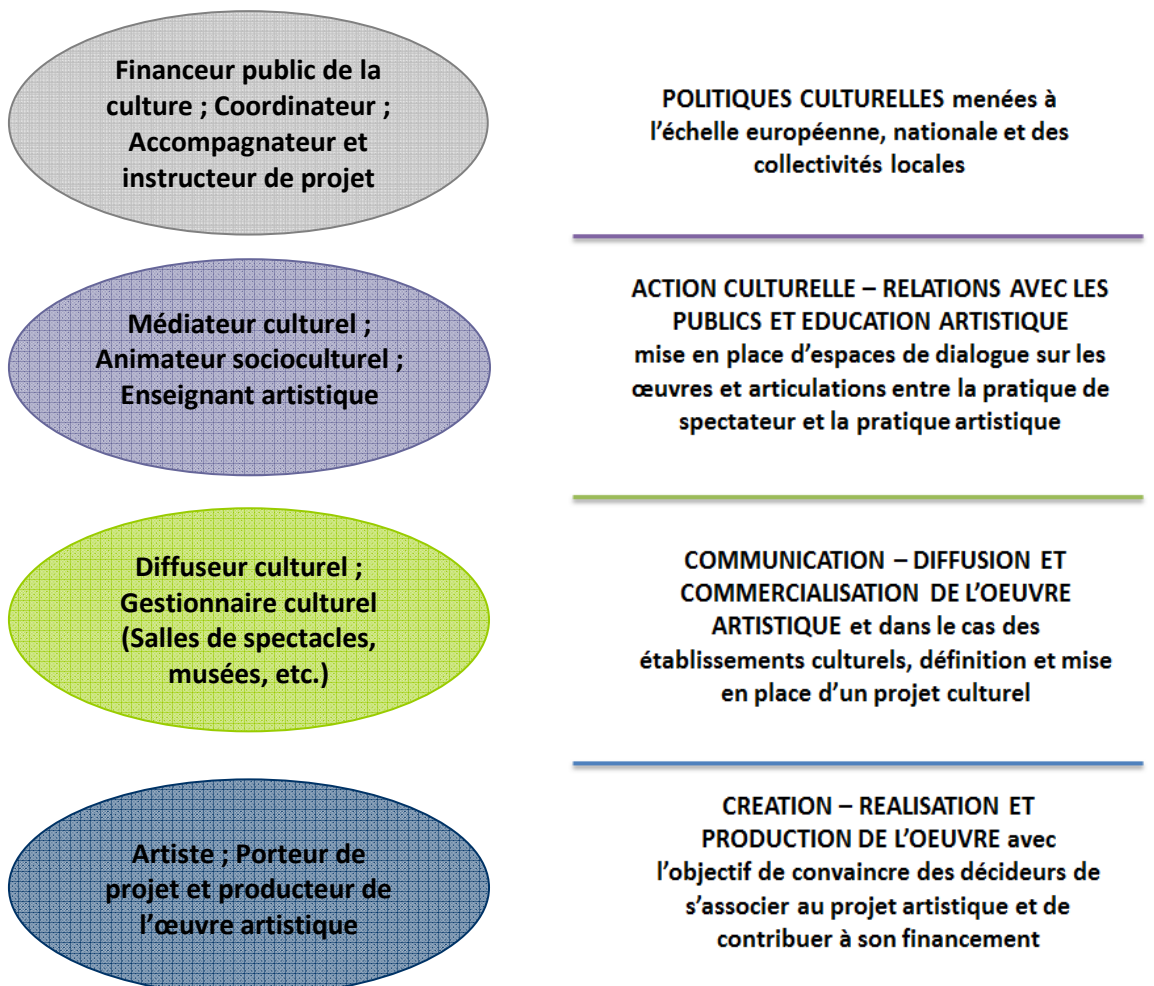 Financeur public de la
culture ; Coordinateur ;
Accompagnateur et
instructeur de projet
POLITIQUES CULTURELLES menées à
l'échelle européenne, nationale et des
collectivités locales
Médiateur culturel ;
Animateur socioculturel ;
Enseignant artistique
ACTION CULTURELLE – RELATIONS AVEC LES
PUBLICS ET EDUCATION ARTISTIQUE
mise en place d'espaces de dialogue sur les
œuvres et articulations entre la pratique de
spectateur et la pratique artistique
Diffuseur culturel ;
Gestionnaire culturel
(Salles de spectacles,
musées, etc.)
COMMUNICATION – DIFFUSION ET
COMMERCIALISATION DE L'OEUVRE
ARTISTIQUE et dans le cas des
établissements culturels, définition et mise
en place d'un projet culturel
Artiste ; Porteur de
projet et producteur de
l'œuvre artistique
CREATION – REALISATION ET
PRODUCTION DE L'OEUVRE avec
l'objectif de convaincre des décideurs de
s'associer au projet artistique et de
contribuer à son financement